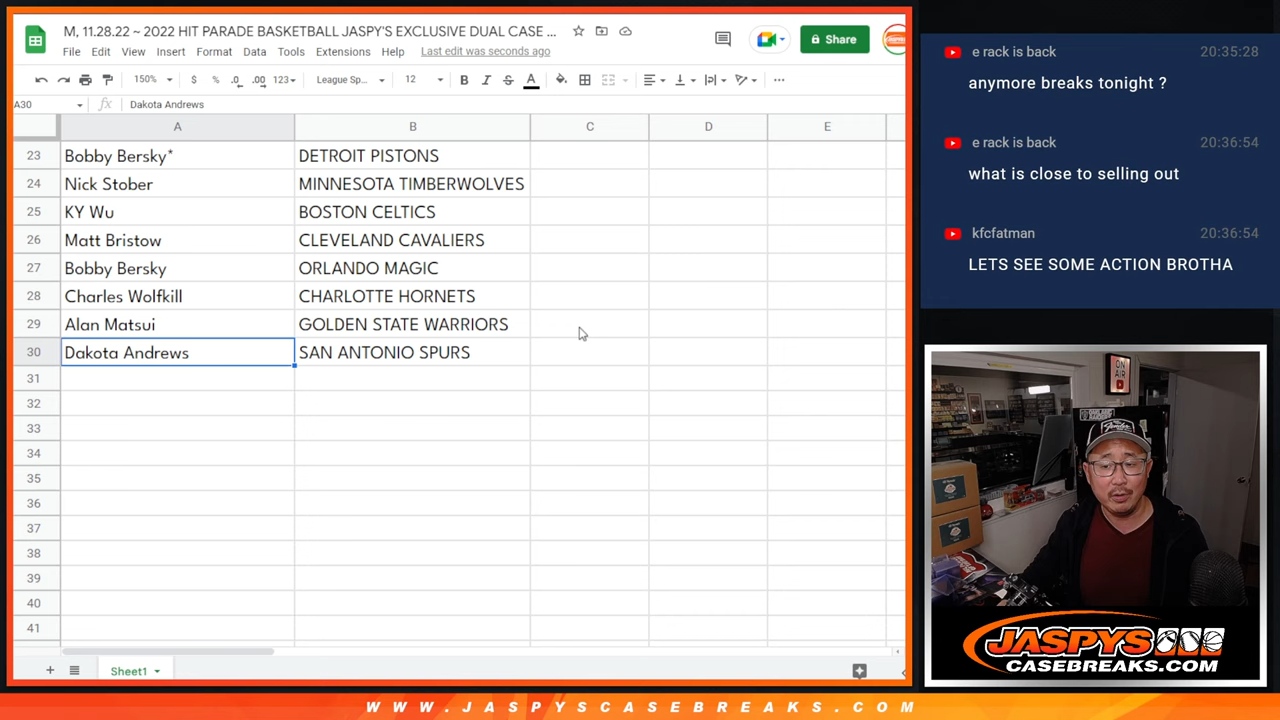 M, 11.28.22 ~ 2022 HIT PARADE BASKETBALL JASPY'S EXCLUSIVE DUAL CASE ...
File Edit View Insert Format Data Tools Extensions Help Last edit was seconds ago
Share
150% $ % .0 .00 123 League Sp... 12 B I S A
A30 fx Dakota Andrews
A B C D E
23 Bobby Bersky* DETROIT PISTONS
24 Nick Stober MINNESOTA TIMBERWOLVES
25 KY Wu BOSTON CELTICS
26 Matt Bristow CLEVELAND CAVALIERS
27 Bobby Bersky ORLANDO MAGIC
28 Charles Wolfkill CHARLOTTE HORNETS
29 Alan Matsui GOLDEN STATE WARRIORS
30 Dakota Andrews SAN ANTONIO SPURS
31
32
33
34
35
36
37
38
39
40
41
Sheet1
e rack is back 20:35:28
anymore breaks tonight ?
e rack is back 20:36:54
what is close to selling out
kfcfatman 20:36:54
LETS SEE SOME ACTION BROTHA
ON AIR
JASPYS
CASEBREAKS.COM
WWW.JASPYSCASEBREAKS.COM